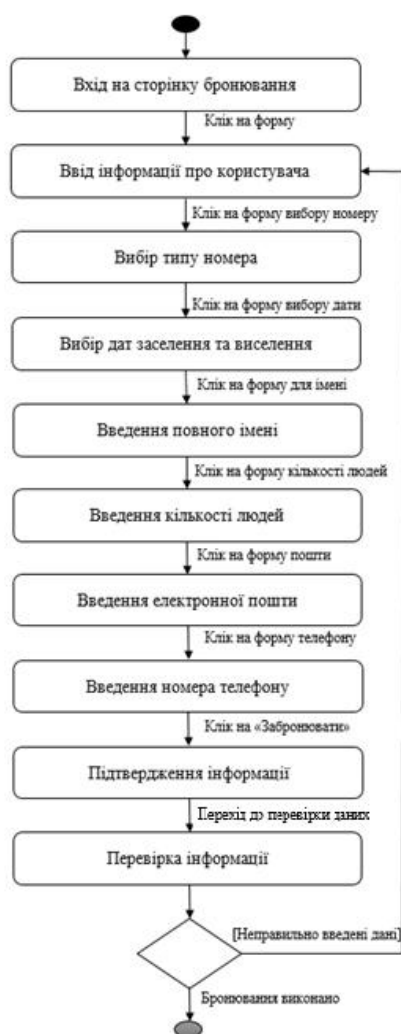 Вхід на сторінку бронювання
Клік на форму
Ввід інформації про користувача
Клік на форму вибору номеру
Вибір типу номера
Клік на форму вибору дати
Вибір дат заселення та виселення
Клік на форму для імені
Введення повного імені
Клік на форму кількості людей
Введення кількості людей
Клік на форму пошти
Введення електронної пошти
Клік на форму телефону
Введення номера телефону
Клік на «Забронювати»
Підтвердження інформації
Перехід до перевірки даних
Перевірка інформації
[Неправильно введені дані]
Бронювання виконано